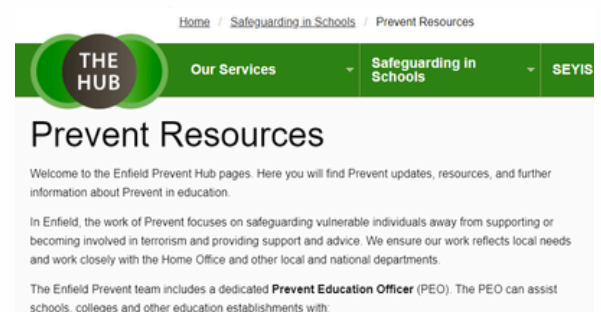 Home / Safeguarding in Schools / Prevent Resources
THE
HUB
Our Services
Safeguarding in
Schools
SEYIS
Prevent Resources
Welcome to the Enfield Prevent Hub pages. Here you will find Prevent updates, resources, and further
information about Prevent in education.
In Enfield, the work of Prevent focuses on safeguarding vulnerable individuals away from supporting or
becoming involved in terrorism and providing support and advice. We ensure our work reflects local needs
and work closely with the Home Office and other local and national departments.
The Enfield Prevent team includes a dedicated Prevent Education Officer (PEO). The PEO can assist
schools, colleges and other education establishments with: